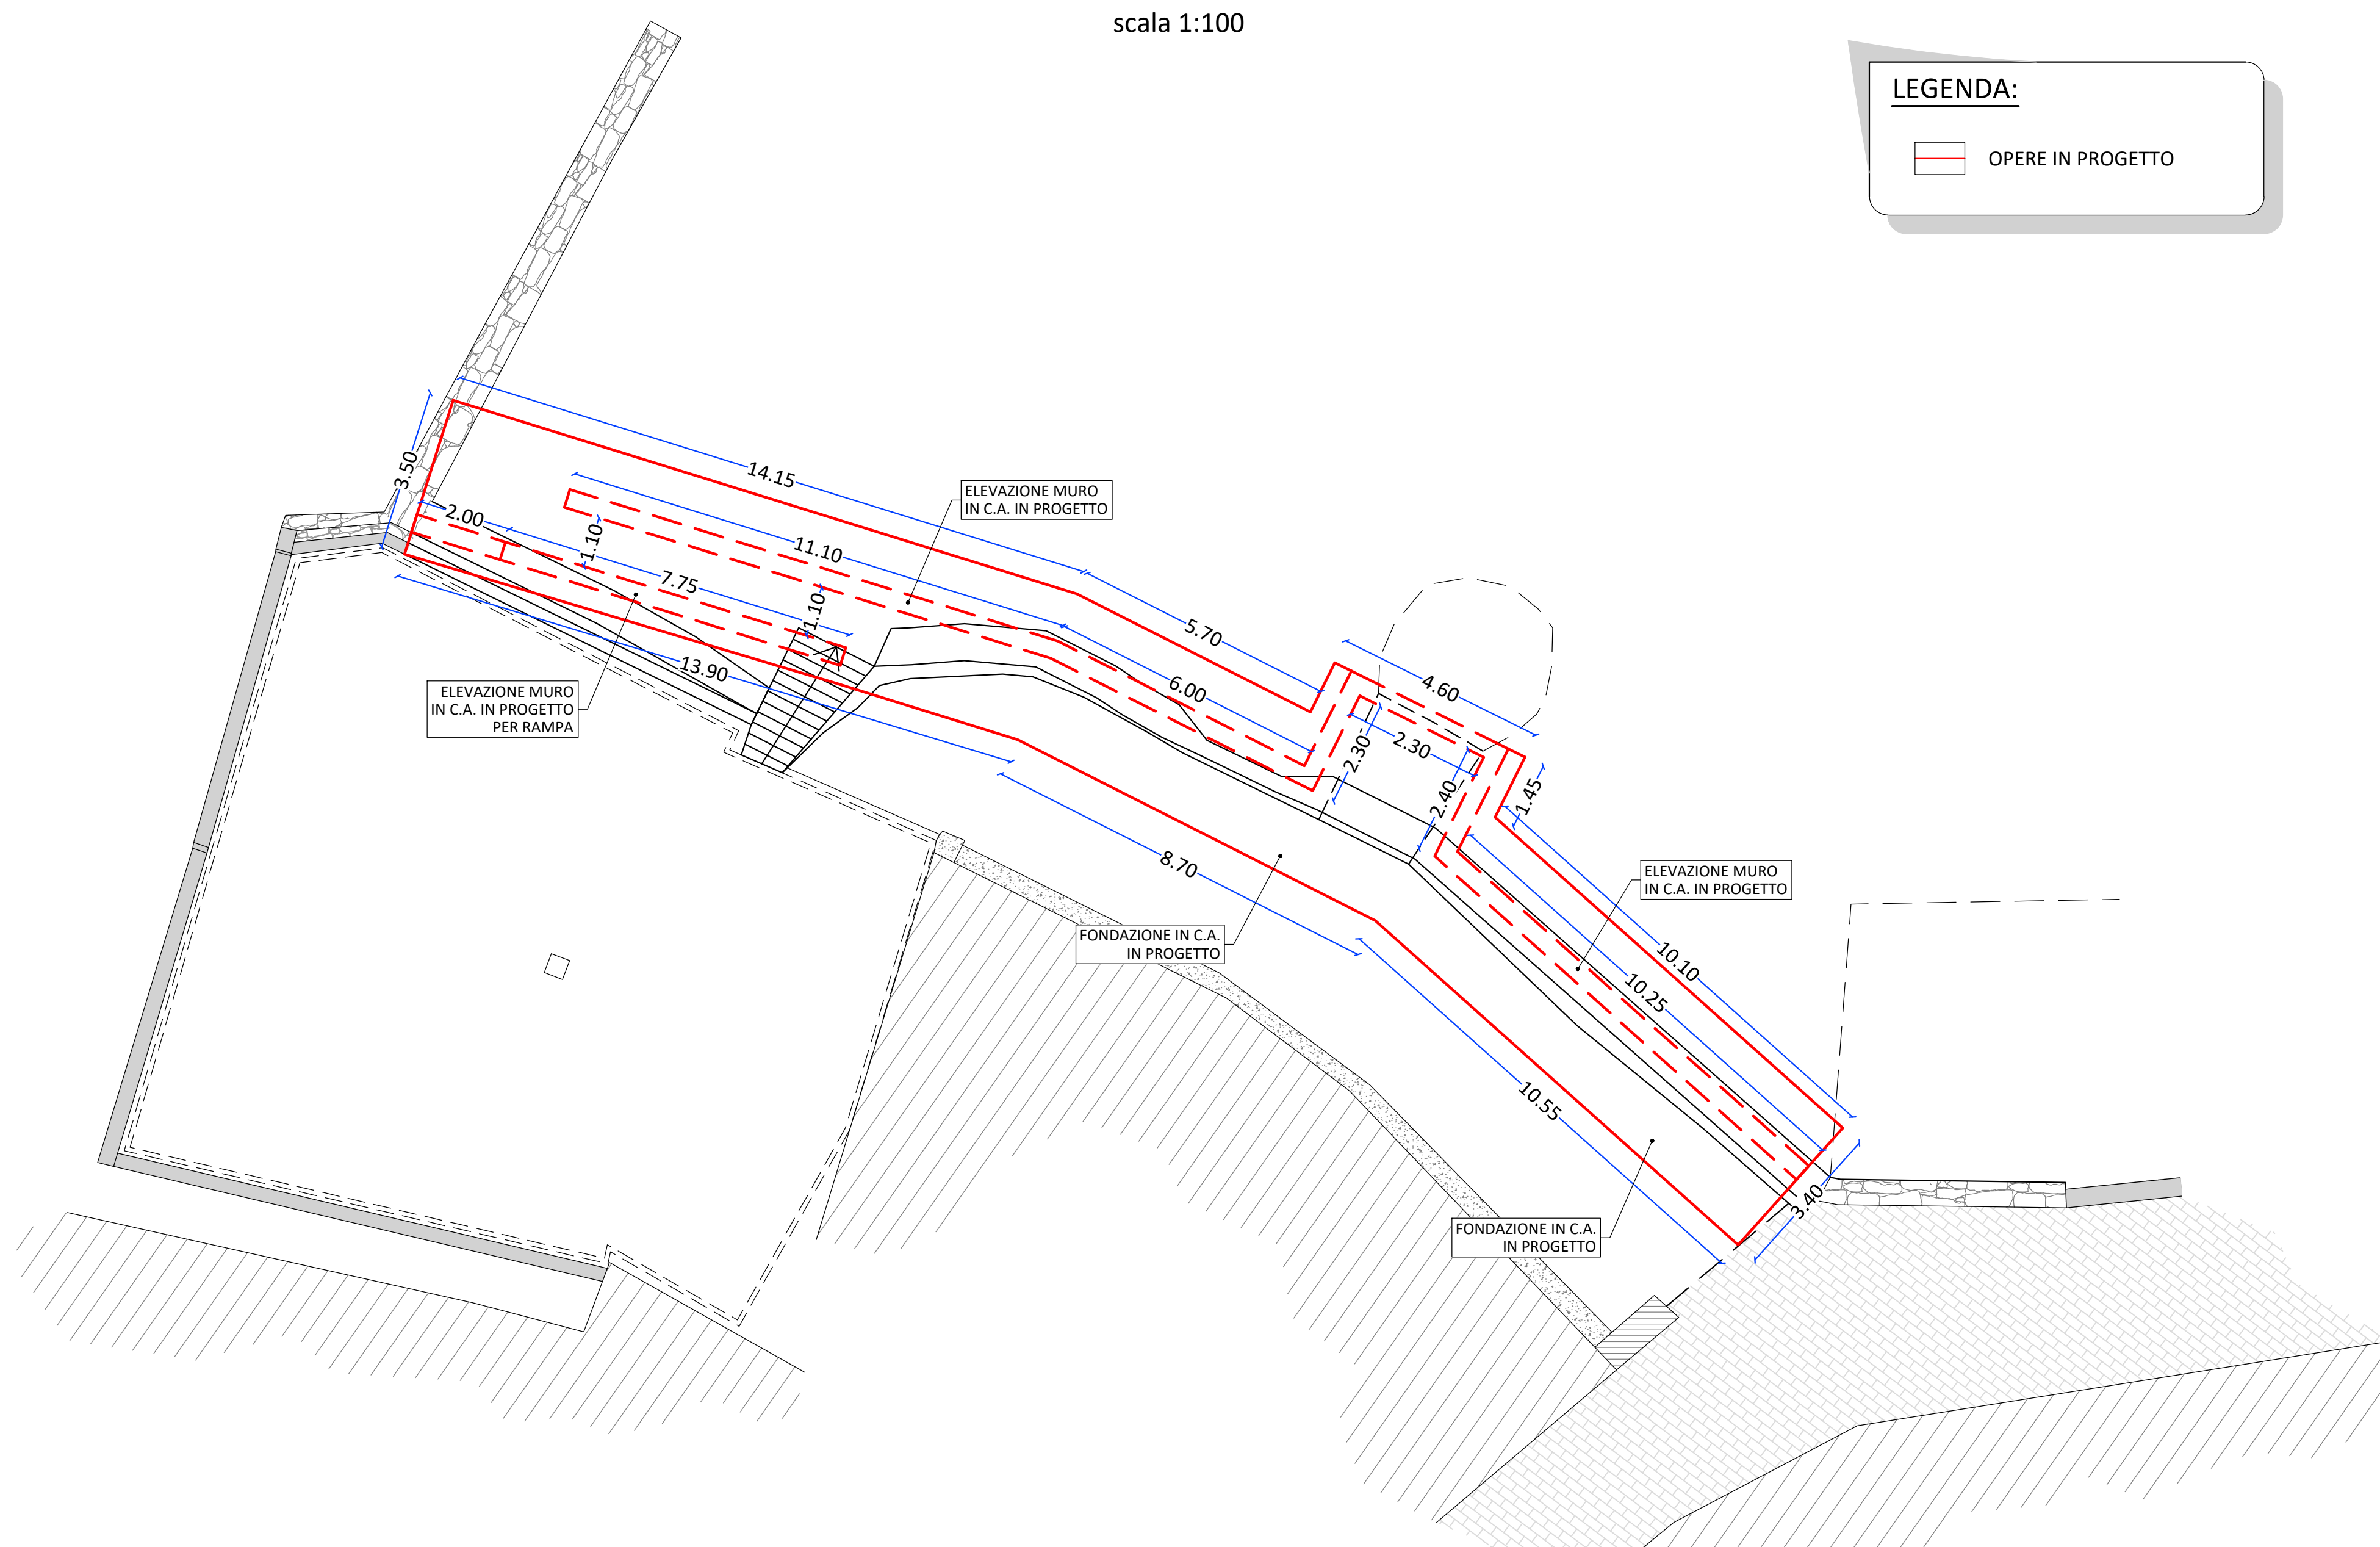 scala 1:100
LEGENDA:
OPERE IN PROGETTO
3.50
14.15
2.00
1.10
11.10
ELEVAZIONE MURO
IN C.A. IN PROGETTO
7.75
1.10
5.70
13.90
ELEVAZIONE MURO
IN C.A. IN PROGETTO
PER RAMPA
6.00
4.60
2.30
2.30
2.40
1.45
8.70
ELEVAZIONE MURO
IN C.A. IN PROGETTO
FONDAZIONE IN C.A.
IN PROGETTO
10.10
10.25
10.55
3.40
FONDAZIONE IN C.A.
IN PROGETTO